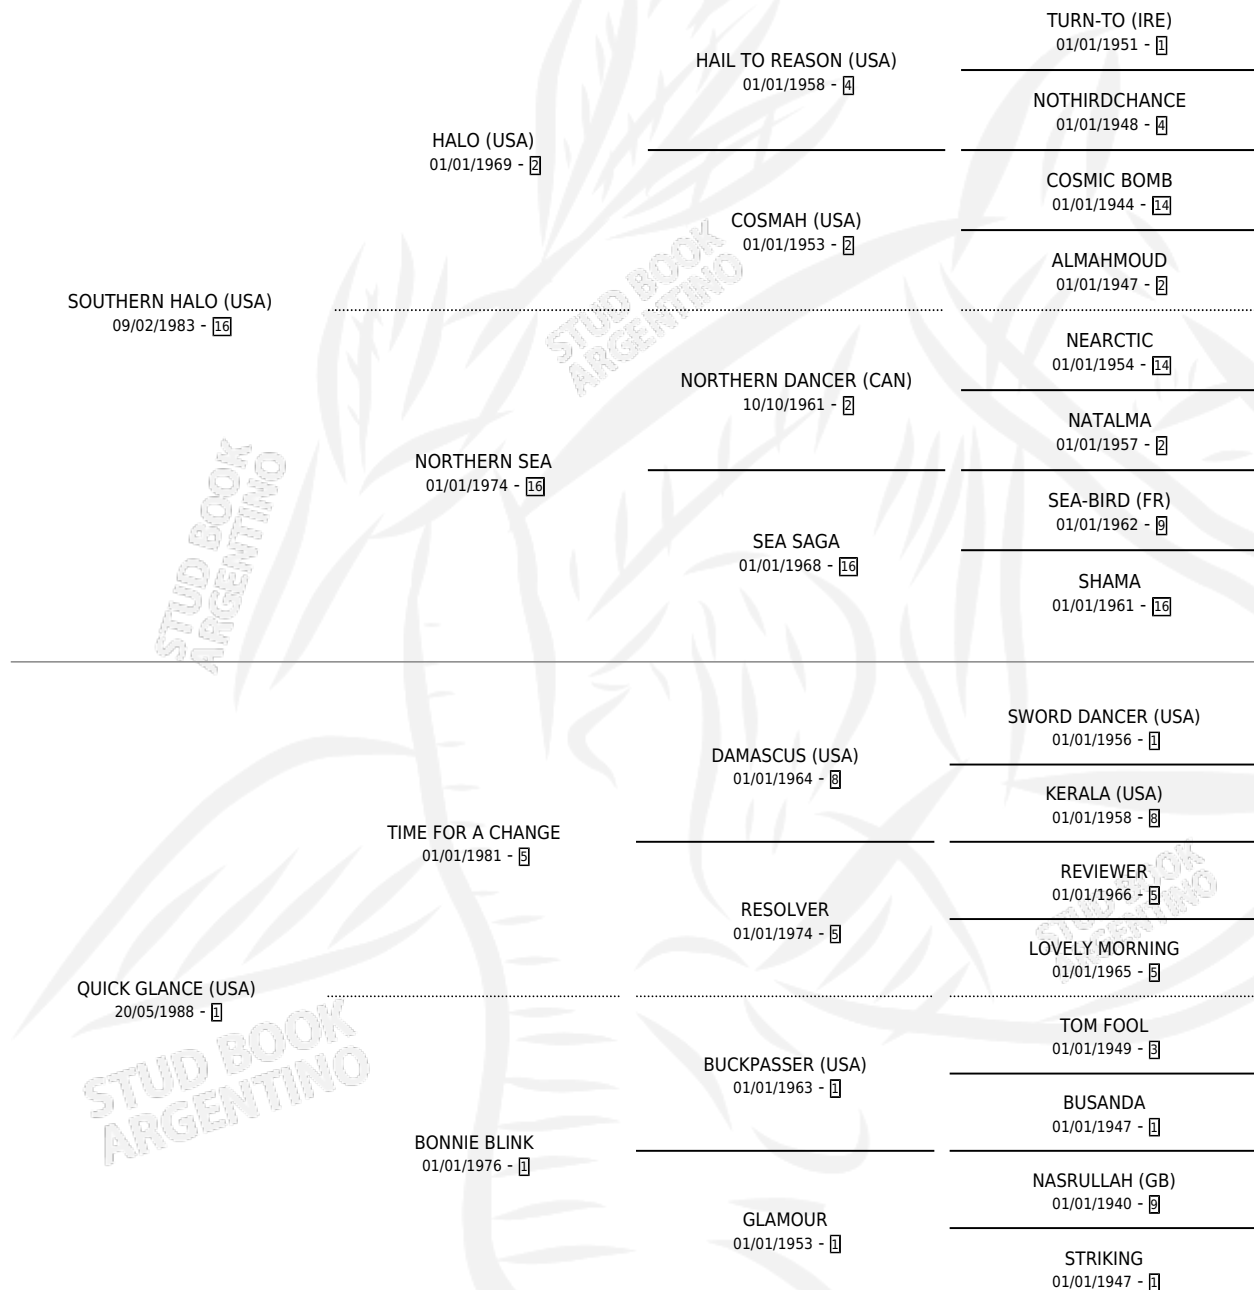 TURN-TO (IRE)
01/01/1951 - 1
HAIL TO REASON (USA)
01/01/1958 - 4
NOTHIRDCHANCE
01/01/1948 - 4
HALO (USA)
01/01/1969 - 2
COSMIC BOMB
01/01/1944 - 14
COSMAH (USA)
01/01/1953 - 2
ALMAHMOUD
01/01/1947 - 2
SOUTHERN HALO (USA)
09/02/1983 - 16
NEARCTIC
01/01/1954 - 14
NORTHERN DANCER (CAN)
10/10/1961 - 2
NATALMA
01/01/1957 - 2
NORTHERN SEA
01/01/1974 - 16
SEA-BIRD (FR)
01/01/1962 - 9
SEA SAGA
01/01/1968 - 16
SHAMA
01/01/1961 - 16
STUD BOOK
ARGENTINO
STUD BOOK
ARGENTINO
SWORD DANCER (USA)
01/01/1956 - 1
DAMASCUS (USA)
01/01/1964 - 8
KERALA (USA)
01/01/1958 - 8
TIME FOR A CHANGE
01/01/1981 - 5
REVIEWER
01/01/1966 - 5
RESOLVER
01/01/1974 - 5
LOVELY MORNING
01/01/1965 - 5
QUICK GLANCE (USA)
20/05/1988 - 1
TOM FOOL
01/01/1949 - 3
BUCKPASSER (USA)
01/01/1963 - 1
BUSANDA
01/01/1947 - 1
BONNIE BLINK
01/01/1976 - 1
NASRULLAH (GB)
01/01/1940 - 9
GLAMOUR
01/01/1953 - 1
STRIKING
01/01/1947 - 1
STUD BOOK
ARGENTINO
STUD BOOK
ARGENTINO